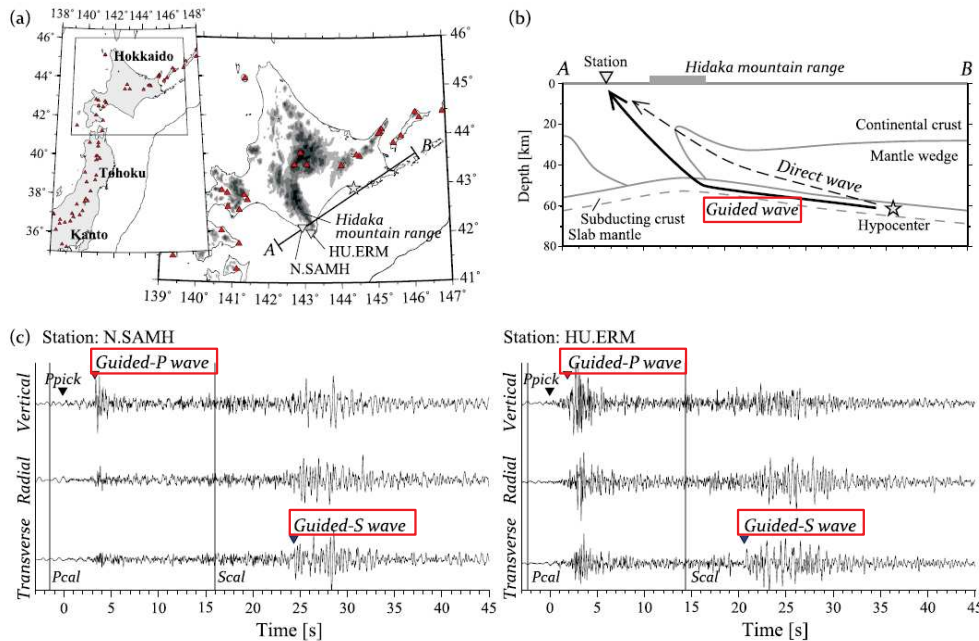 (a)
138° 140° 142° 144° 146° 148°
46°
44°
42°
40°
38°
36°
Hokkaido
Tohoku
Kanto
46°
45°
44°
43°
42°
41°
139° 140° 141° 142° 143° 144° 145° 146° 147°
A
B
Hidaka
mountain range
HU.ERM
N.SAMH
(b)
Station
A
Hidaka mountain range
B
0
20
40
60
80
Depth [km]
Continental crust
Mantle wedge
Direct wave
Guided wave
Subducting crust
Slab mantle
Hypocenter
(c) Station: N.SAMH
Guided-P wave
Ppick
Vertical
Radial
Transverse
Guided-S wave
Pcal
Scal
0 5 10 15 20 25 30 35 40 45
Time [s]
Station: HU.ERM
Guided-P wave
Ppick
Vertical
Radial
Transverse
Guided-S wave
Pcal
Scal
0 5 10 15 20 25 30 35 40 45
Time [s]